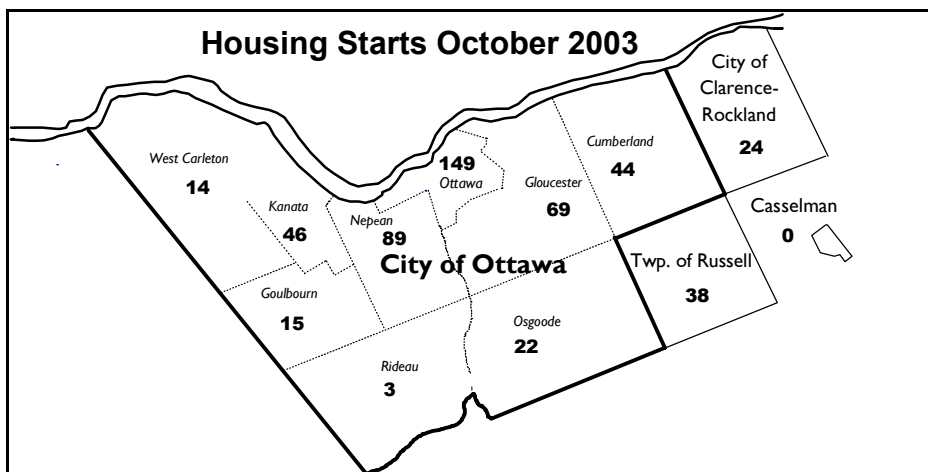 Housing Starts October 2003
City of
Clarence-
Rockland
24
Cumberland
44
West Carleton
14
149
Ottawa
Gloucester
69
Kanata
46
Nepean
89
Casselman
0
City of Ottawa
Twp. of Russell
38
Goulbourn
15
Osgoode
22
Rideau
3